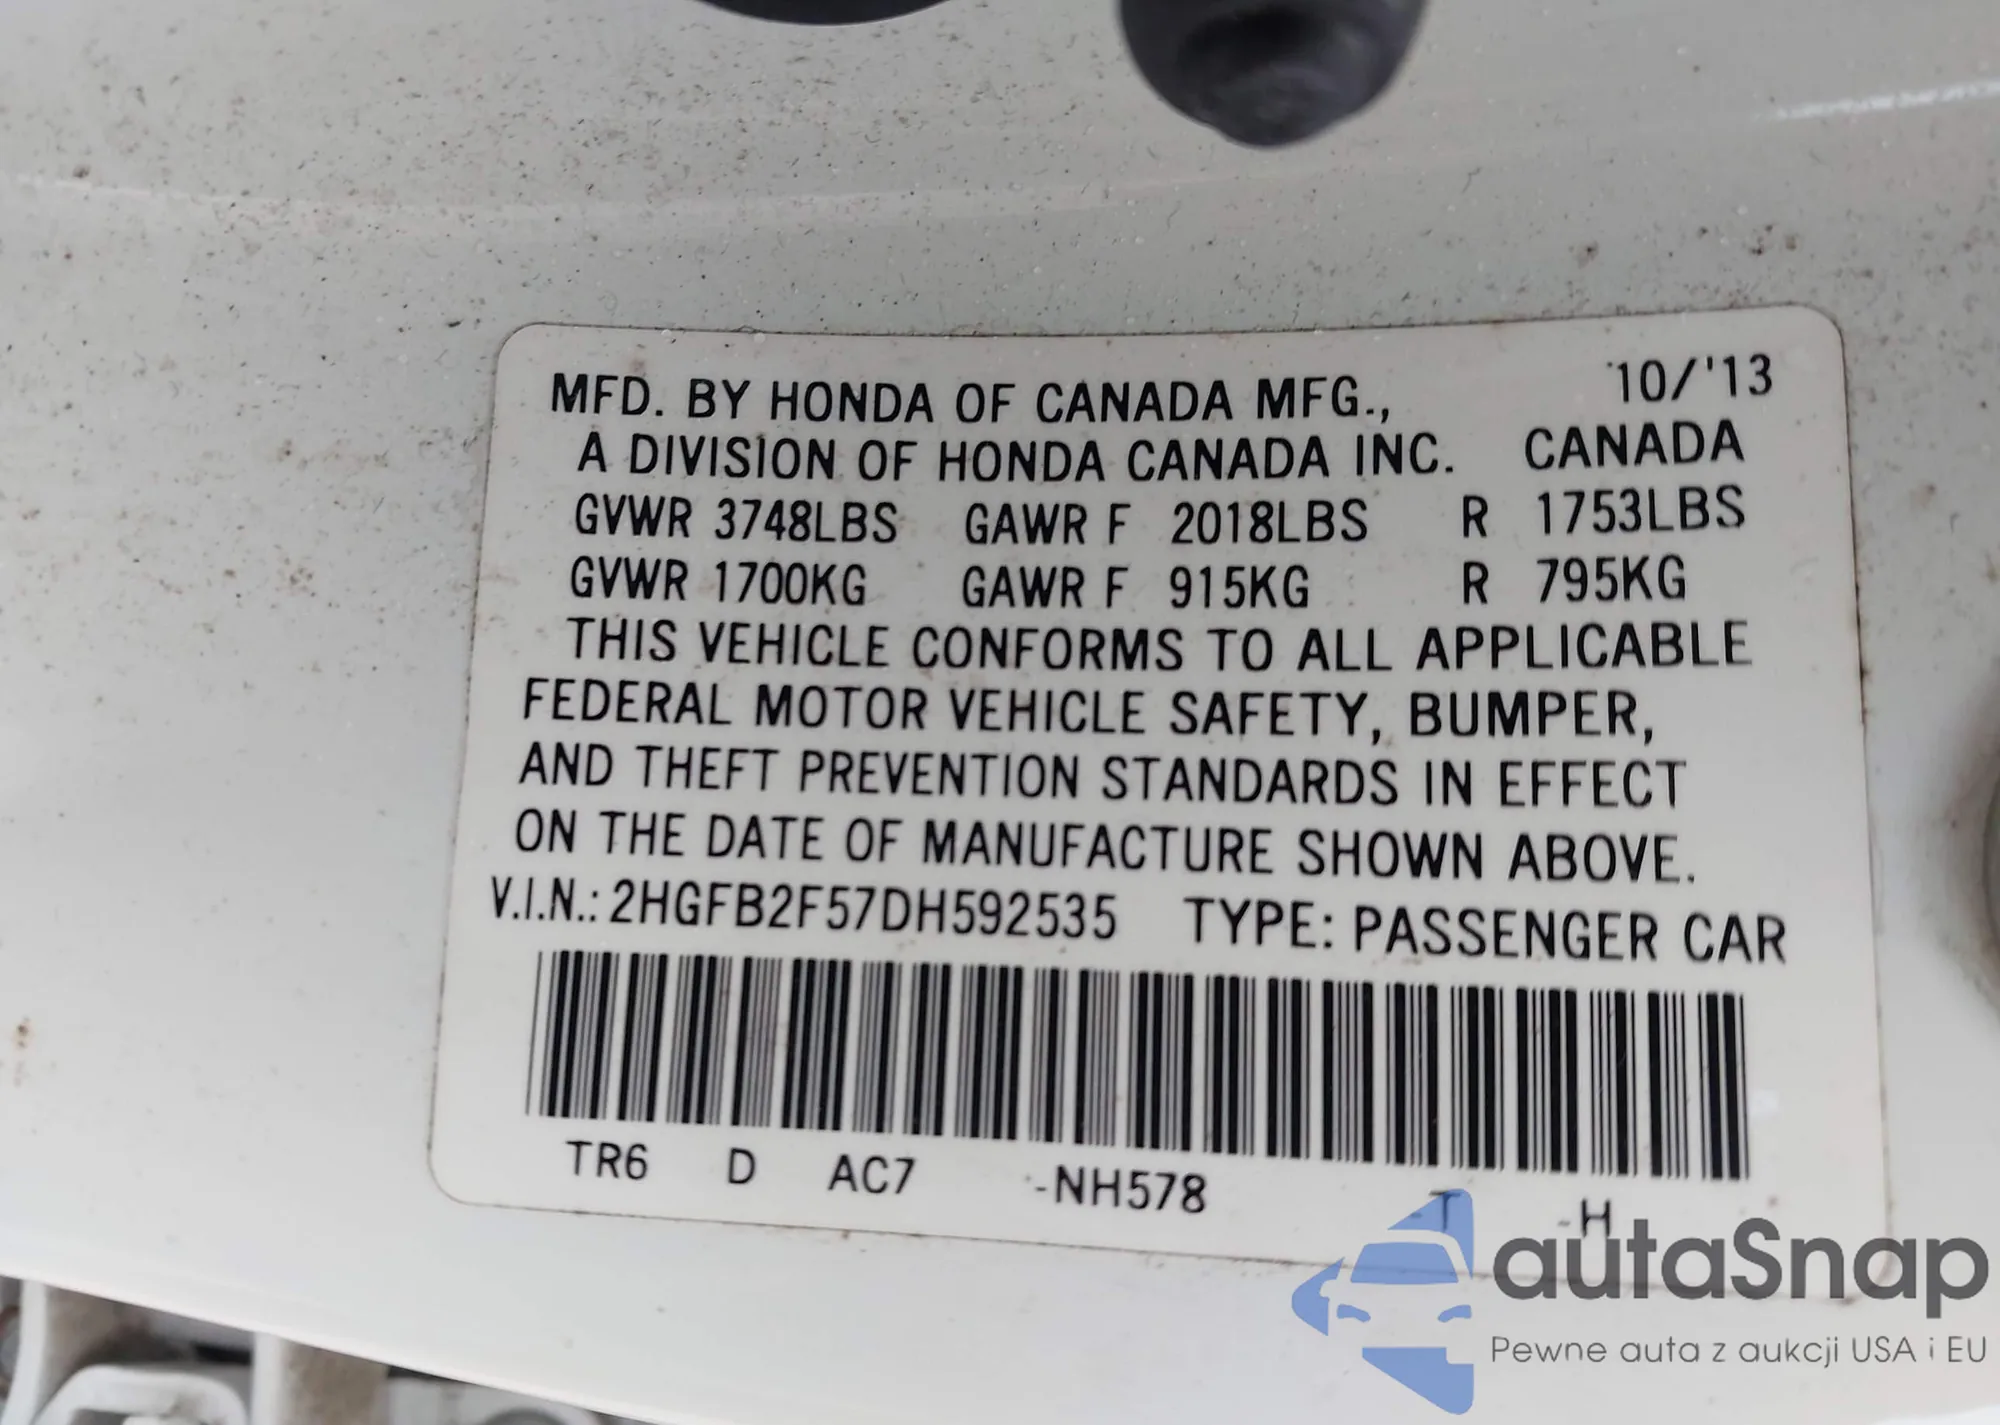 MFD. BY HONDA OF CANADA MFG., 10/'13
A DIVISION OF HONDA CANADA INC. CANADA
GVWR 3748LBS GAWR F 2018LBS R 1753LBS
GVWR 1700KG GAWR F 915KG R 795KG
THIS VEHICLE CONFORMS TO ALL APPLICABLE
FEDERAL MOTOR VEHICLE SAFETY, BUMPER,
AND THEFT PREVENTION STANDARDS IN EFFECT
ON THE DATE OF MANUFACTURE SHOWN ABOVE.
V.I.N.: 2HGFB2F57DH592535 TYPE: PASSENGER CAR
TR6 D AC7 -NH578 -T -H
autaSnap
Pewne auta z aukcji USA i EU